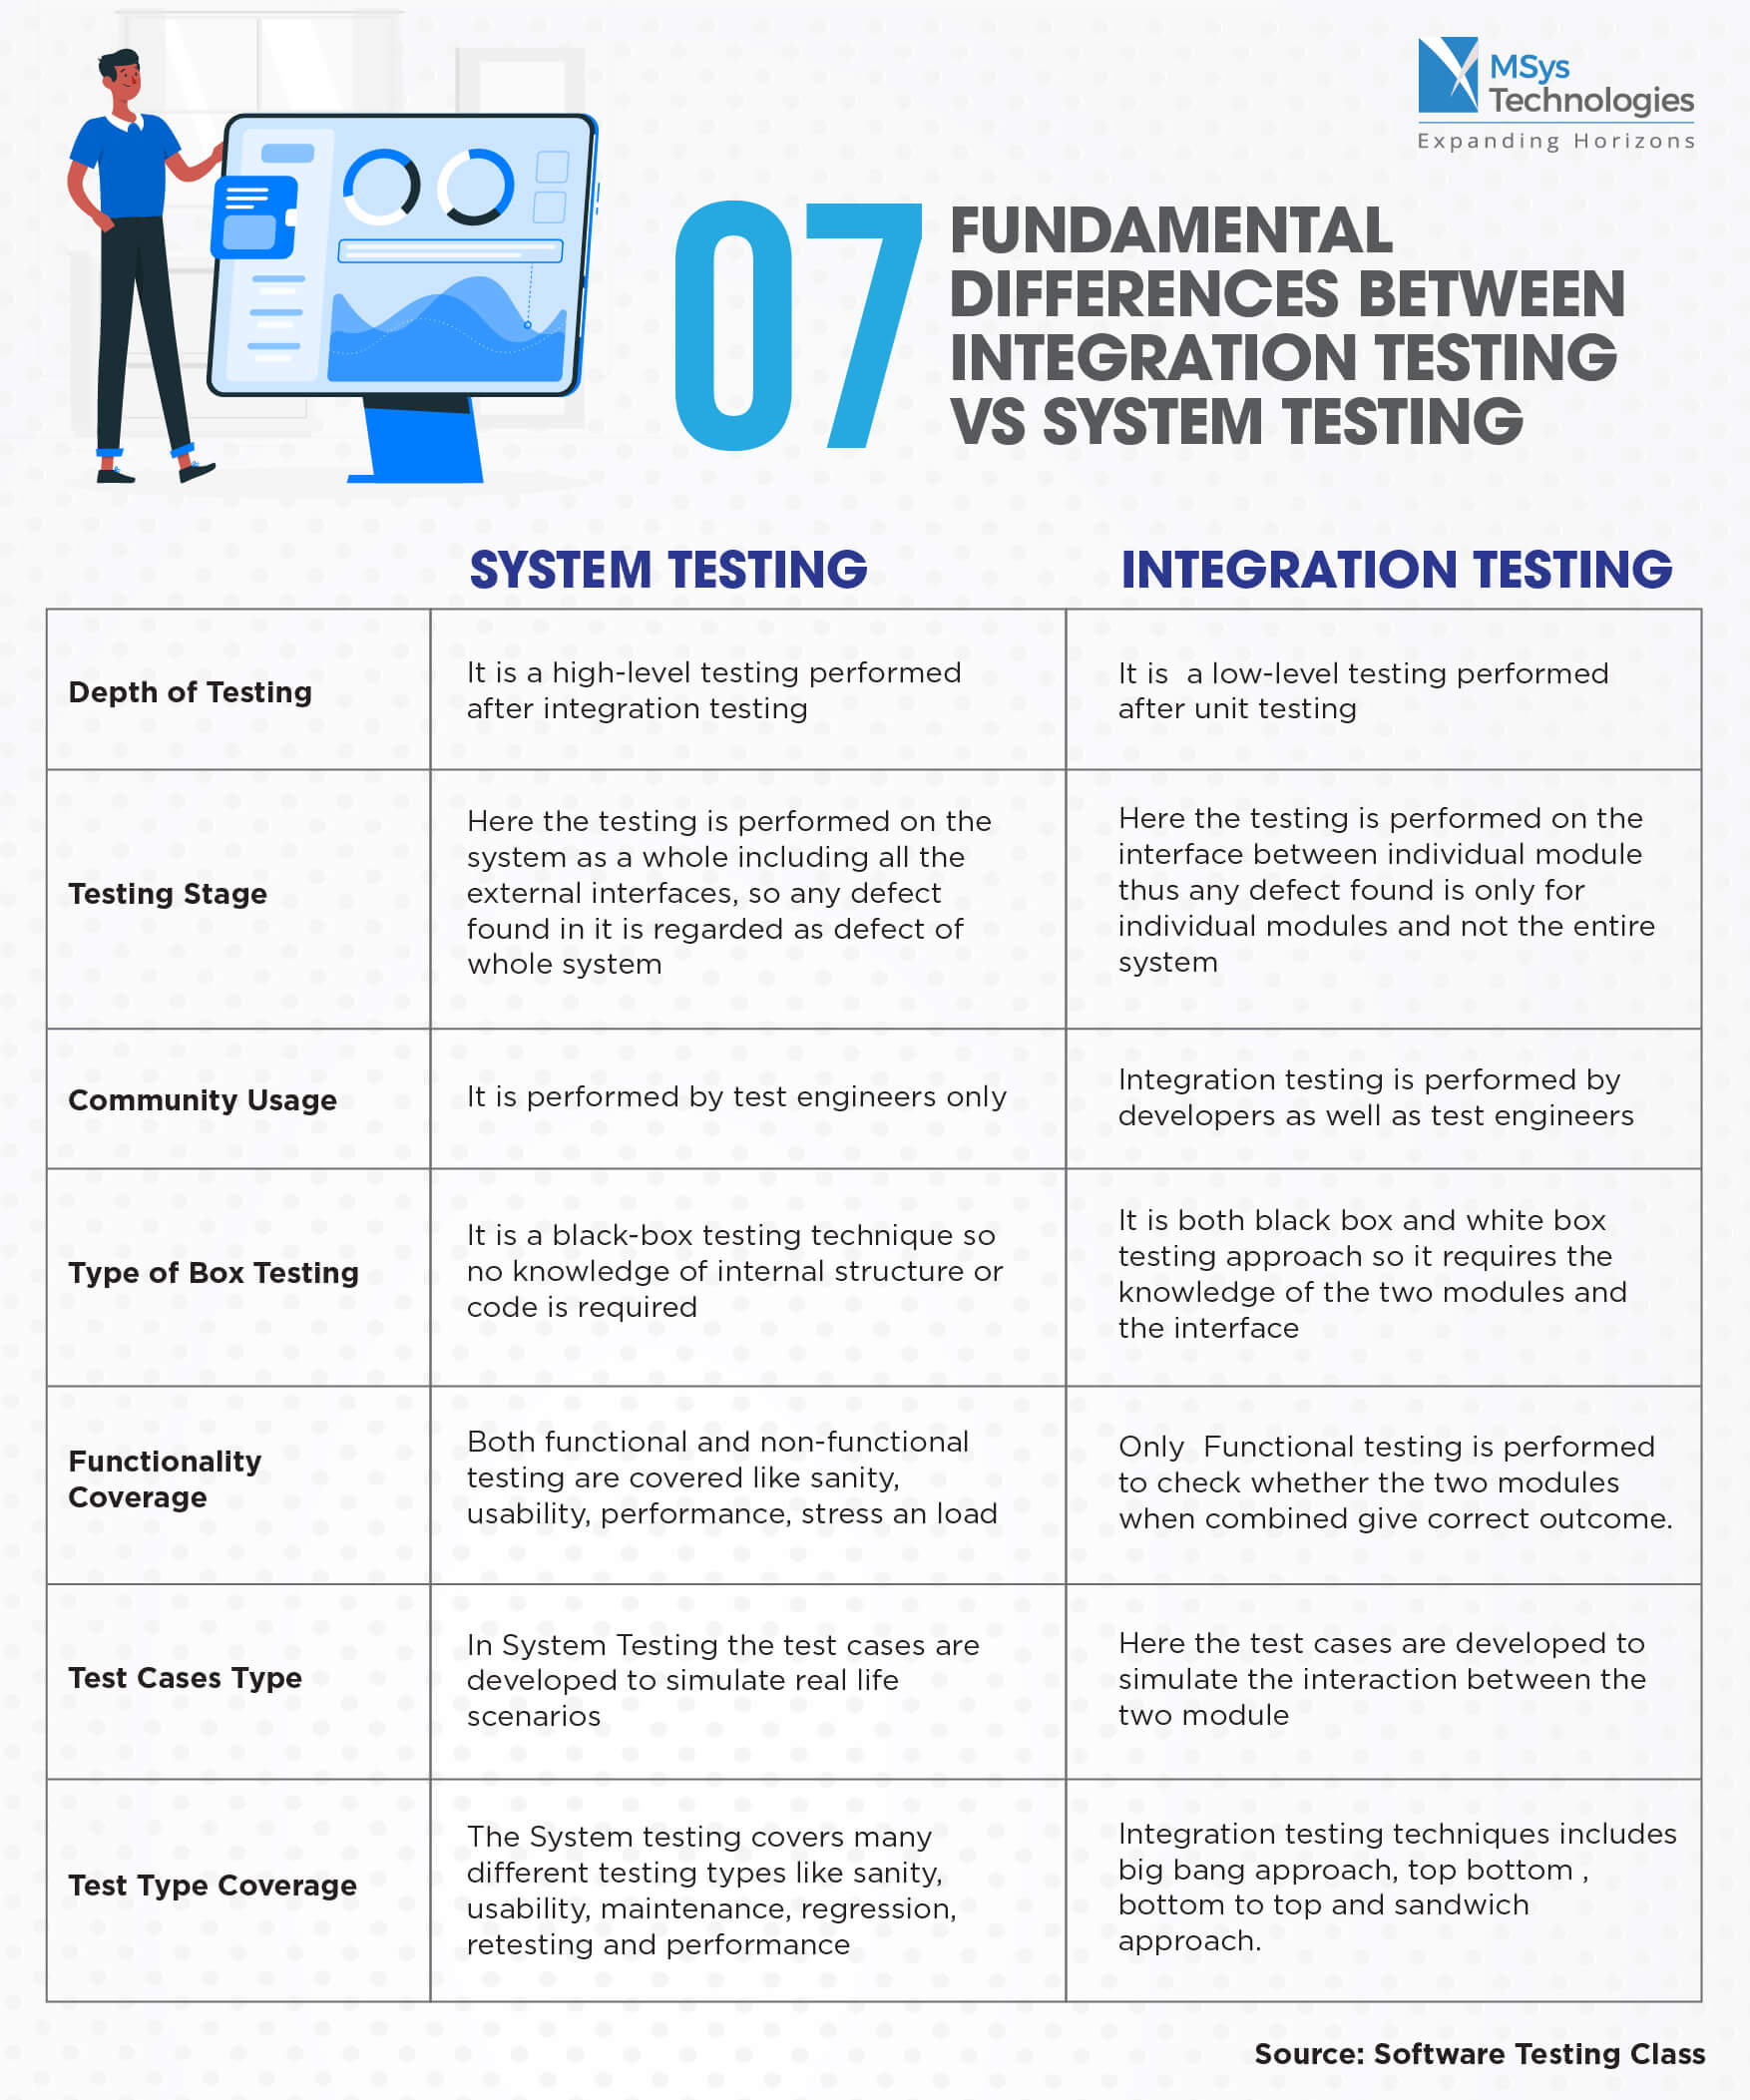 MSys
Technologies
Expanding Horizons
07
FUNDAMENTAL
DIFFERENCES BETWEEN
INTEGRATION TESTING
VS SYSTEM TESTING
SYSTEM TESTING
INTEGRATION TESTING
Depth of Testing
It is a high-level testing performed
after integration testing
It is a low-level testing performed
after unit testing
Testing Stage
Here the testing is performed on the
system as a whole including all the
external interfaces, so any defect
found in it is regarded as defect of
whole system
Here the testing is performed on the
interface between individual module
thus any defect found is only for
individual modules and not the entire
system
Community Usage
It is performed by test engineers only
Integration testing is performed by
developers as well as test engineers
Type of Box Testing
It is a black-box testing technique so
no knowledge of internal structure or
code is required
It is both black box and white box
testing approach so it requires the
knowledge of the two modules and
the interface
Functionality
Coverage
Both functional and non-functional
testing are covered like sanity,
usability, performance, stress an load
Only Functional testing is performed
to check whether the two modules
when combined give correct outcome.
Test Cases Type
In System Testing the test cases are
developed to simulate real life
scenarios
Here the test cases are developed to
simulate the interaction between the
two module
Test Type Coverage
The System testing covers many
different testing types like sanity,
usability, maintenance, regression,
retesting and performance
Integration testing techniques includes
big bang approach, top bottom ,
bottom to top and sandwich
approach.
Source: Software Testing Class